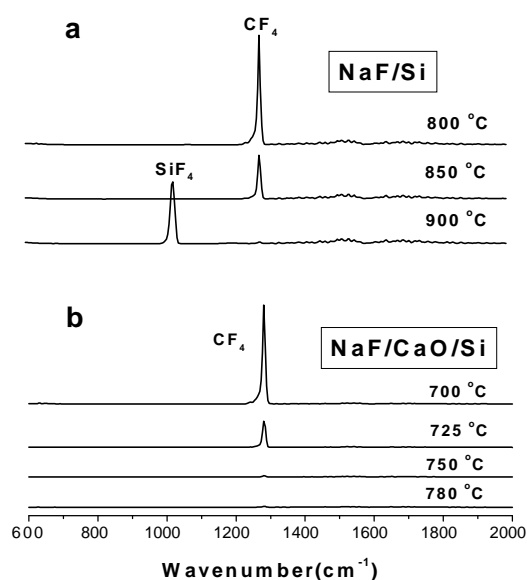 a
CF₄
NaF/Si
800 °C
SiF₄
850 °C
900 °C
b
CF₄
NaF/CaO/Si
700 °C
725 °C
750 °C
780 °C
600 800 1000 1200 1400 1600 1800 2000
Wavenumber(cm⁻¹)